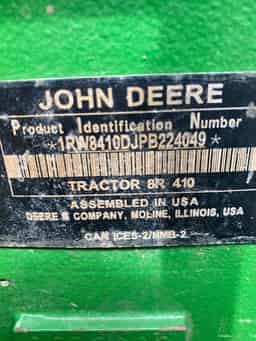 JOHN DEERE
Product Identification Number
*1RW8410DJPB224049*
TRACTOR 8R 410
ASSEMBLED IN USA
DEERE & COMPANY, MOLINE, ILLINOIS, USA
CAN ICES-2/NMB-2